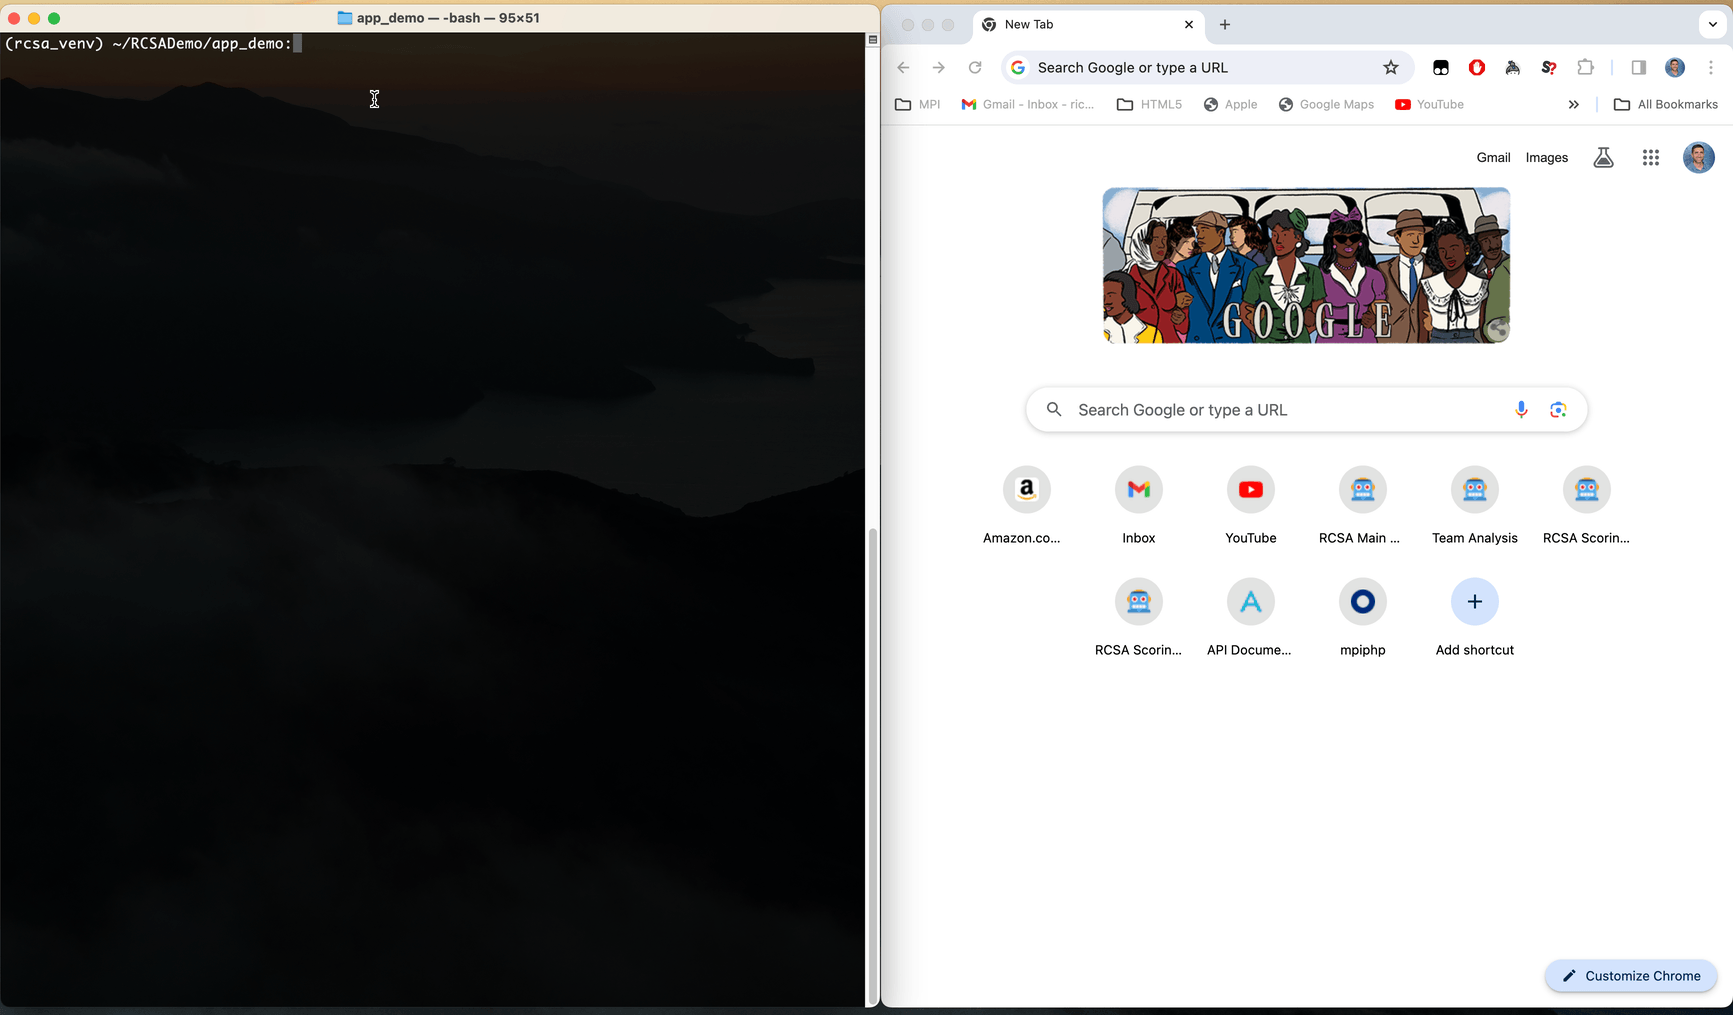 app_demo — -bash — 95×51
(rcsa_venv) ~/RCSADemo/app_demo:
New Tab
Search Google or type a URL
MPI
Gmail - Inbox - ric...
HTML5
Apple
Google Maps
YouTube
All Bookmarks
Gmail
Images
GOOGLE
Search Google or type a URL
Amazon.co...
Inbox
YouTube
RCSA Main ...
Team Analysis
RCSA Scorin...
RCSA Scorin...
API Docume...
mpiphp
Add shortcut
Customize Chrome